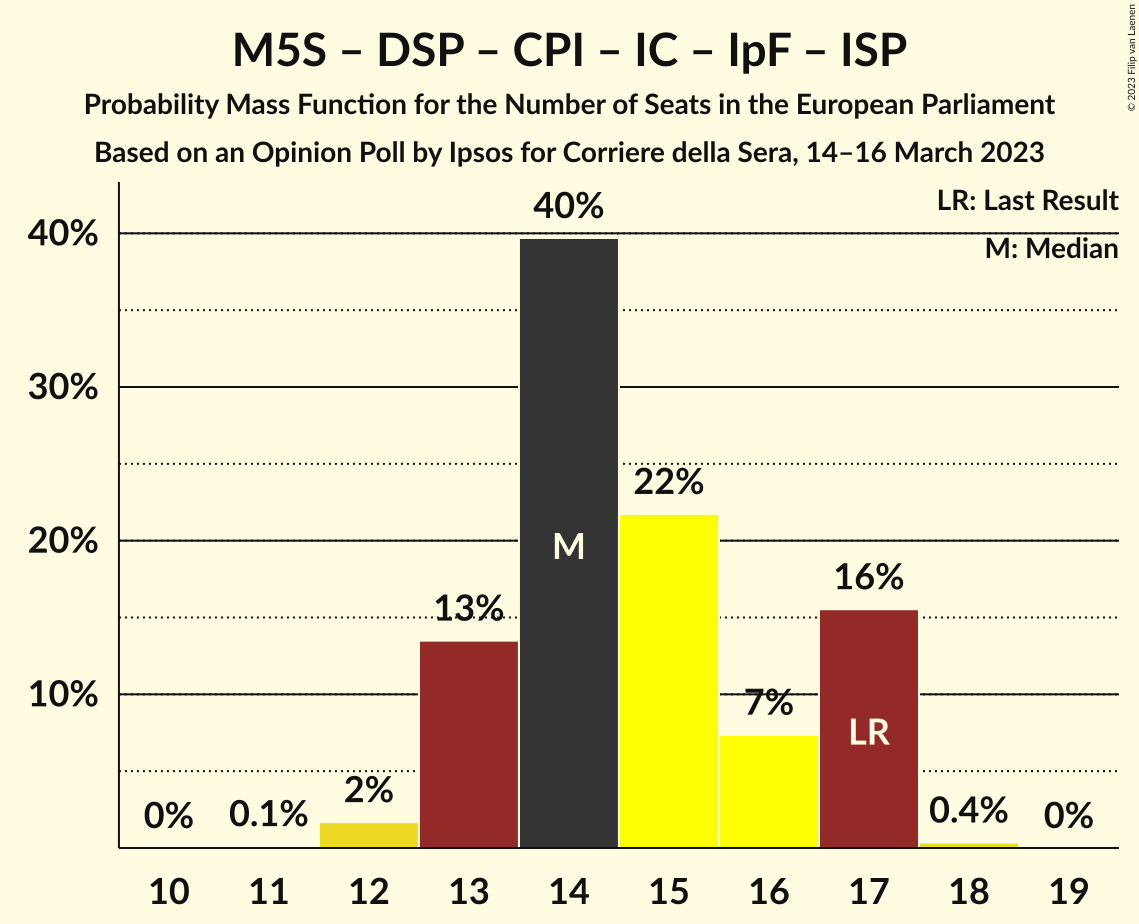 M5S – DSP – CPI – IC – IpF – ISP
Probability Mass Function for the Number of Seats in the European Parliament
Based on an Opinion Poll by Ipsos for Corriere della Sera, 14–16 March 2023
© 2023 Filip van Laenen
LR: Last Result
M: Median
40%
30%
20%
10%
0%
0.1%
2%
13%
40%
22%
7%
16%
0.4%
0%
M
LR
10 11 12 13 14 15 16 17 18 19